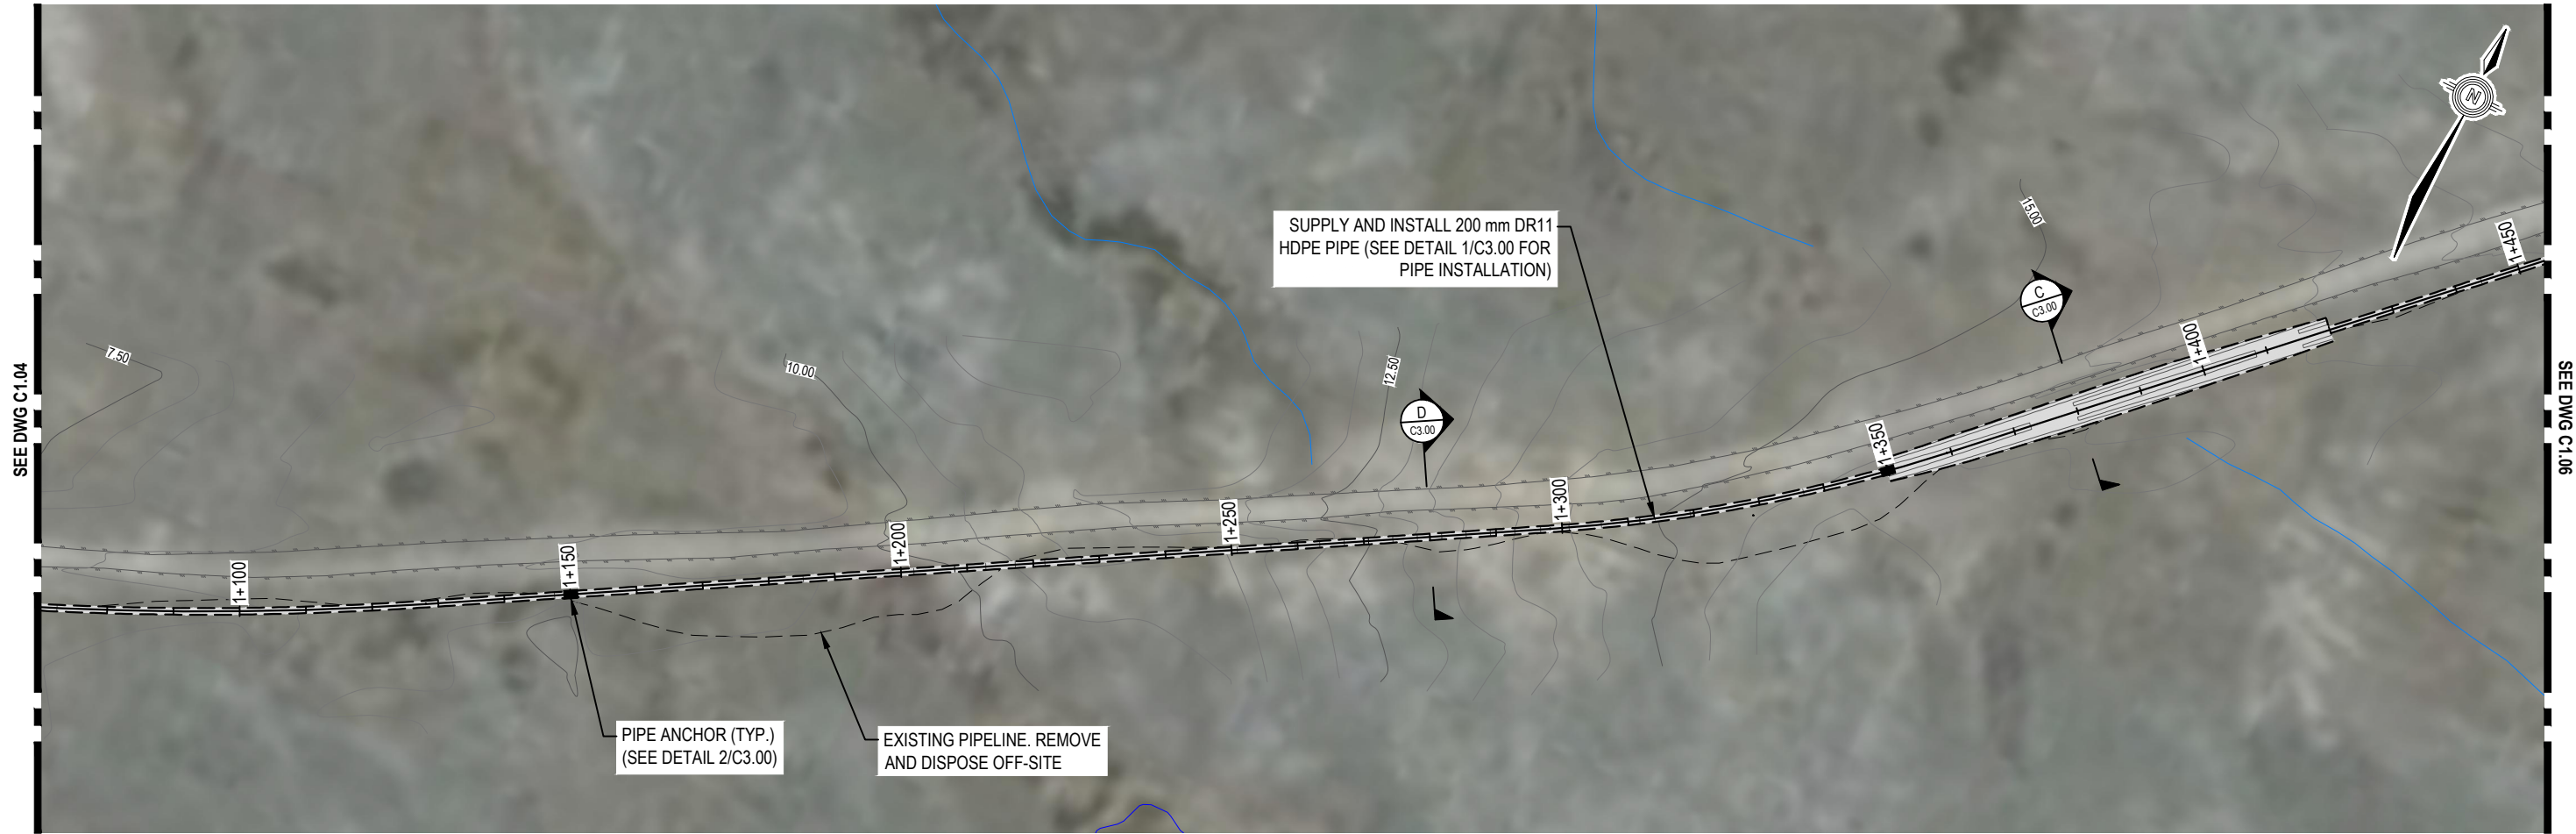 SEE DWG C1.04
7.50
10.00
12.50
15.00
SUPPLY AND INSTALL 200 mm DR11
HDPE PIPE (SEE DETAIL 1/C3.00 FOR
PIPE INSTALLATION)
N
C
C3.00
D
C3.00
1+100
1+150
1+200
1+250
1+300
1+350
1+400
1+450
PIPE ANCHOR (TYP.)
(SEE DETAIL 2/C3.00)
EXISTING PIPELINE. REMOVE
AND DISPOSE OFF-SITE
SEE DWG C1.06